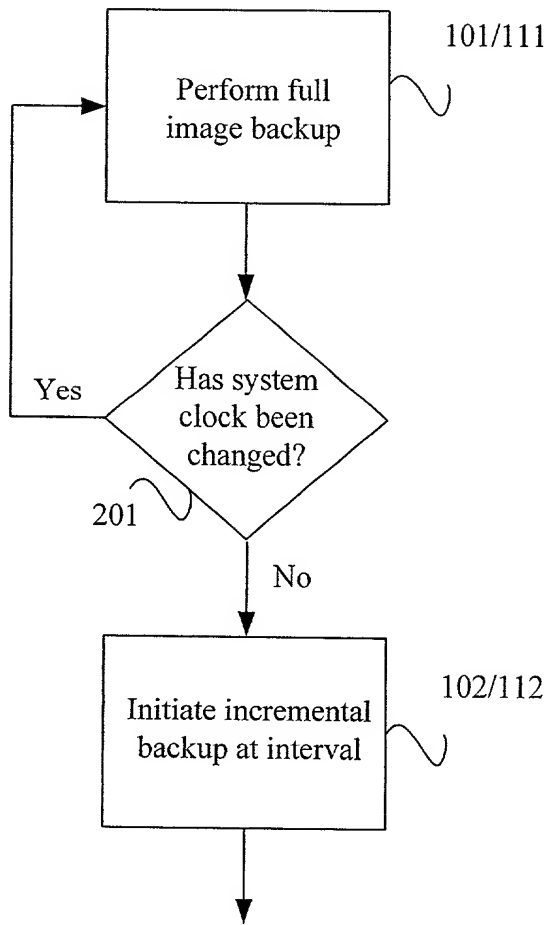 101/111
Perform full
image backup
Yes
Has system
clock been
changed?
201
No
102/112
Initiate incremental
backup at interval